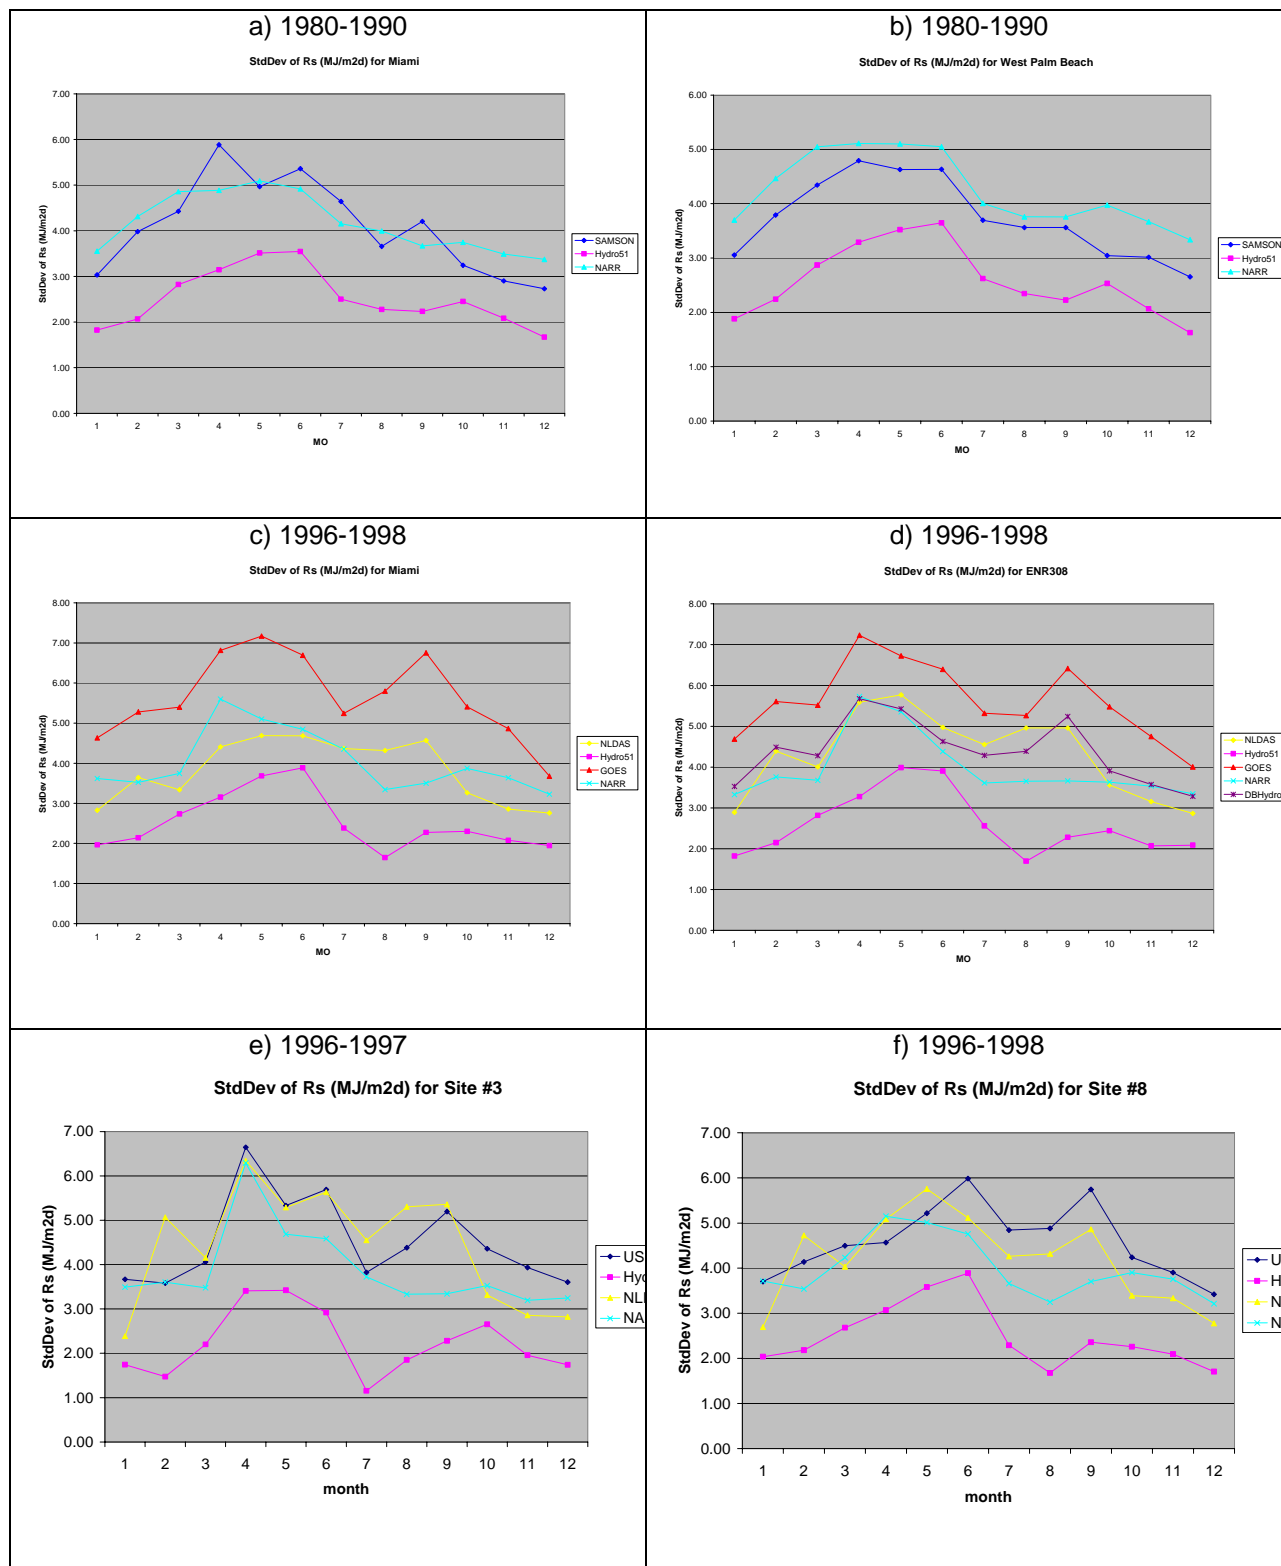 a) 1980-1990
StdDev of Rs (MJ/m2d) for Miami
StdDev of Rs (MJ/m2d)
7.00
6.00
5.00
4.00
3.00
2.00
1.00
0.00
1 2 3 4 5 6 7 8 9 10 11 12
MO
SAMSON
Hydro51
NARR
b) 1980-1990
StdDev of Rs (MJ/m2d) for West Palm Beach
StdDev of Rs (MJ/m2d)
6.00
5.00
4.00
3.00
2.00
1.00
0.00
1 2 3 4 5 6 7 8 9 10 11 12
MO
SAMSON
Hydro51
NARR
c) 1996-1998
StdDev of Rs (MJ/m2d) for Miami
StdDev of Rs (MJ/m2d)
8.00
7.00
6.00
5.00
4.00
3.00
2.00
1.00
0.00
1 2 3 4 5 6 7 8 9 10 11 12
MO
NLDAS
Hydro51
GOES
NARR
d) 1996-1998
StdDev of Rs (MJ/m2d) for ENR308
StdDev of Rs (MJ/m2d)
8.00
7.00
6.00
5.00
4.00
3.00
2.00
1.00
0.00
1 2 3 4 5 6 7 8 9 10 11 12
MO
NLDAS
Hydro51
GOES
NARR
DBHydro
e) 1996-1997
StdDev of Rs (MJ/m2d) for Site #3
StdDev of Rs (MJ/m2d)
7.00
6.00
5.00
4.00
3.00
2.00
1.00
0.00
1 2 3 4 5 6 7 8 9 10 11 12
month
US
Hy
NL
NA
f) 1996-1998
StdDev of Rs (MJ/m2d) for Site #8
StdDev of Rs (MJ/m2d)
7.00
6.00
5.00
4.00
3.00
2.00
1.00
0.00
1 2 3 4 5 6 7 8 9 10 11 12
month
U
H
N
N